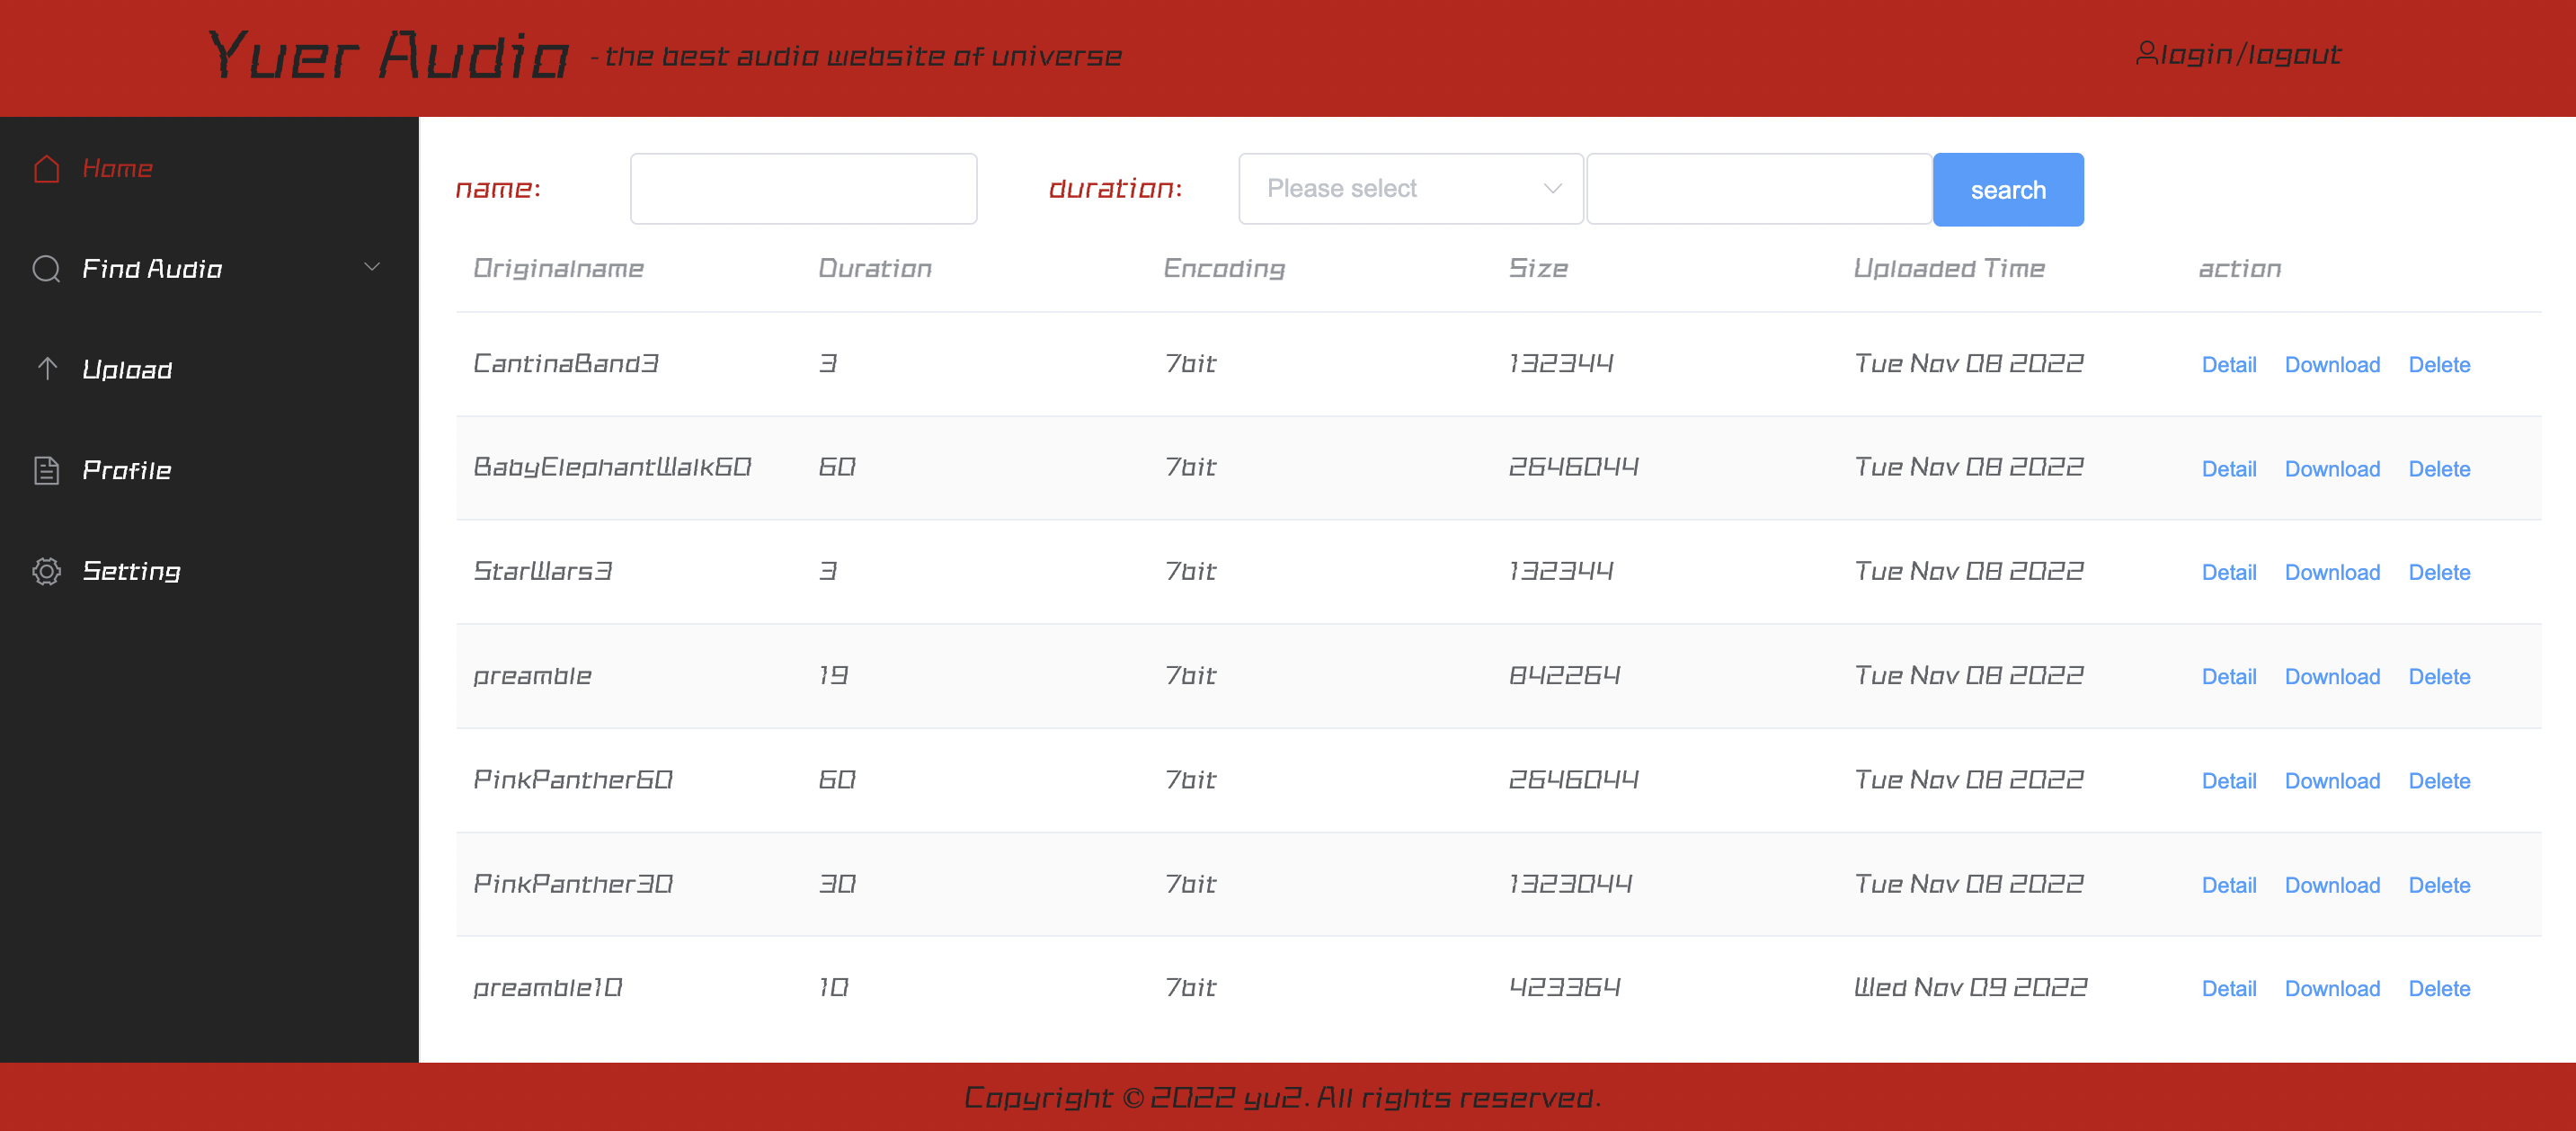 Yuer Audio - the best audio website of universe
login/logout
Home
Find Audio
Upload
Profile
Setting
name:
duration:
Please select
search
Originalname Duration Encoding Size Uploaded Time action
CantinaBand3 3 7bit 132344 Tue Nov 08 2022 Detail Download Delete
BabyElephantWalk60 60 7bit 2646044 Tue Nov 08 2022 Detail Download Delete
StarWars3 3 7bit 132344 Tue Nov 08 2022 Detail Download Delete
preamble 19 7bit 842264 Tue Nov 08 2022 Detail Download Delete
PinkPanther60 60 7bit 2646044 Tue Nov 08 2022 Detail Download Delete
PinkPanther30 30 7bit 1323044 Tue Nov 08 2022 Detail Download Delete
preamble10 10 7bit 423364 Wed Nov 09 2022 Detail Download Delete
Copyright © 2022 yu2. All rights reserved.